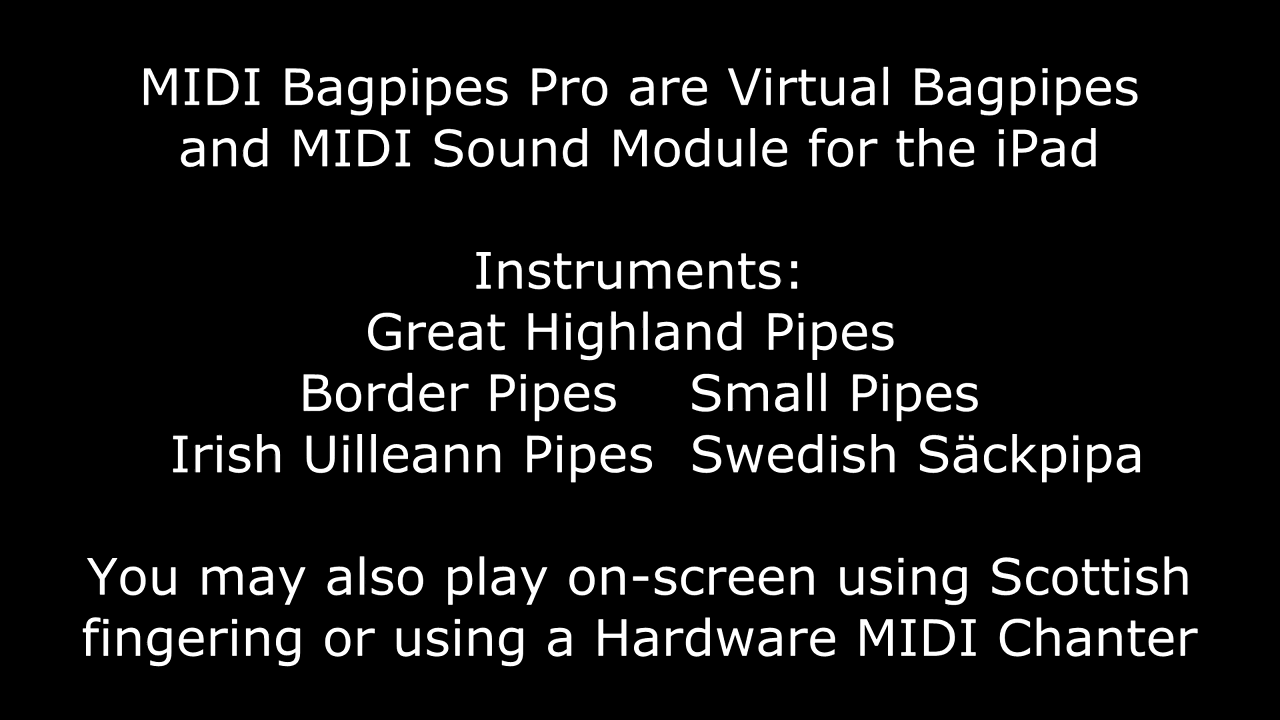 MIDI Bagpipes Pro are Virtual Bagpipes
and MIDI Sound Module for the iPad
Instruments:
Great Highland Pipes
Border Pipes    Small Pipes
Irish Uilleann Pipes  Swedish Säckpipa
You may also play on-screen using Scottish
fingering or using a Hardware MIDI Chanter